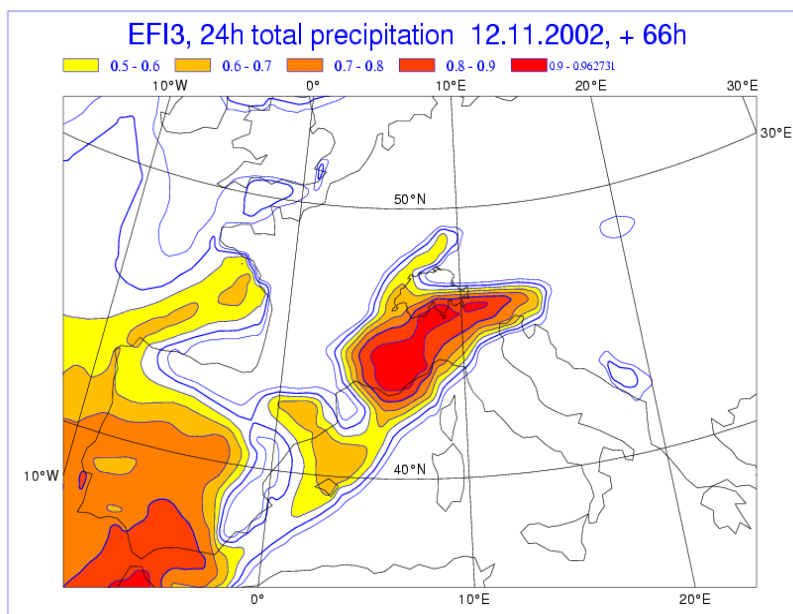 EFI3, 24h total precipitation 12.11.2002, + 66h
0.5 - 0.6 0.6 - 0.7 0.7 - 0.8 0.8 - 0.9 0.9 - 0.962731
10°W 0° 10°E 20°E 30°E
30°E
50°N
40°N
10°W
0° 10°E 20°E